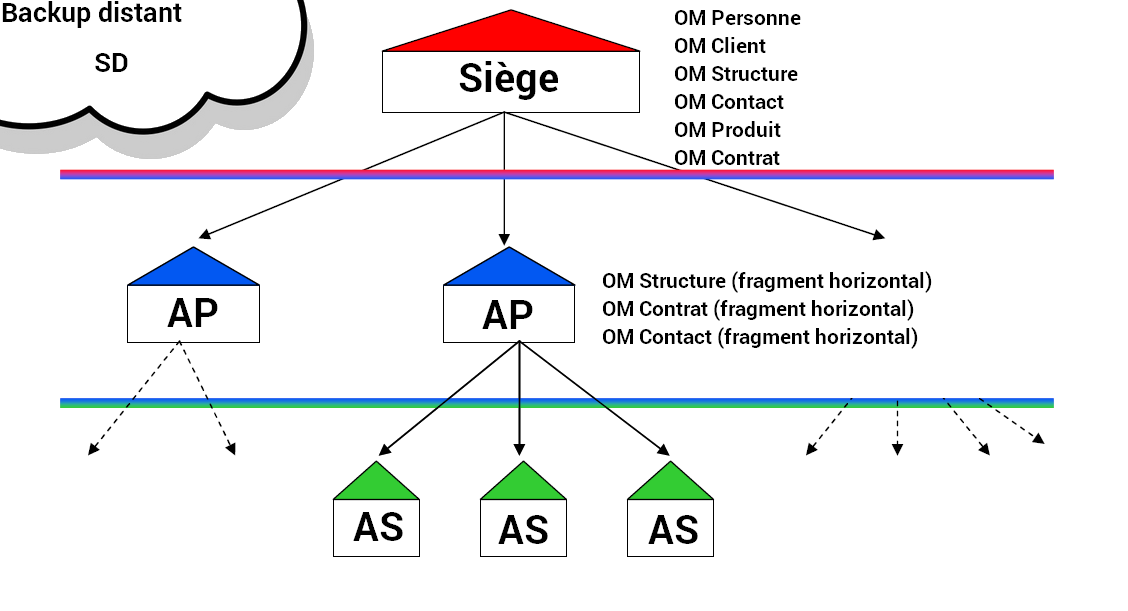 Backup distant
SD
Siège
OM Personne
OM Client
OM Structure
OM Contact
OM Produit
OM Contrat
AP
AP
OM Structure (fragment horizontal)
OM Contrat (fragment horizontal)
OM Contact (fragment horizontal)
AS
AS
AS